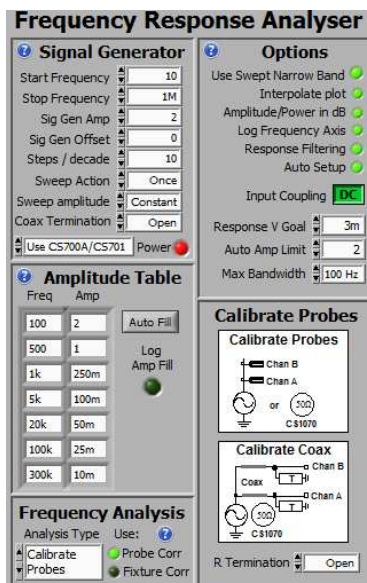 Frequency Response Analyser
Signal Generator
Start Frequency 10
Stop Frequency 1M
Sig Gen Amp 2
Sig Gen Offset 0
Steps / decade 10
Sweep Action Once
Sweep amplitude Constant
Coax Termination Open
Use CS700A/CS701 Power
Amplitude Table
Freq Amp
100 2
500 1
1k 250m
5k 100m
20k 50m
100k 25m
300k 10m
Auto Fill
Log
Amp Fill
Frequency Analysis
Analysis Type Use:
Calibrate
Probes
Probe Corr
Fixture Corr
Options
Use Swept Narrow Band
Interpolate plot
Amplitude/Power in dB
Log Frequency Axis
Response Filtering
Auto Setup
Input Coupling DC
Response V Goal 3m
Auto Amp Limit 2
Max Bandwidth 100 Hz
Calibrate Probes
Calibrate Probes
Chan B
Chan A
or 50Ω
CS1070
Calibrate Coax
Chan B
Coax T
Chan A
50Ω T
CS1070
R Termination Open